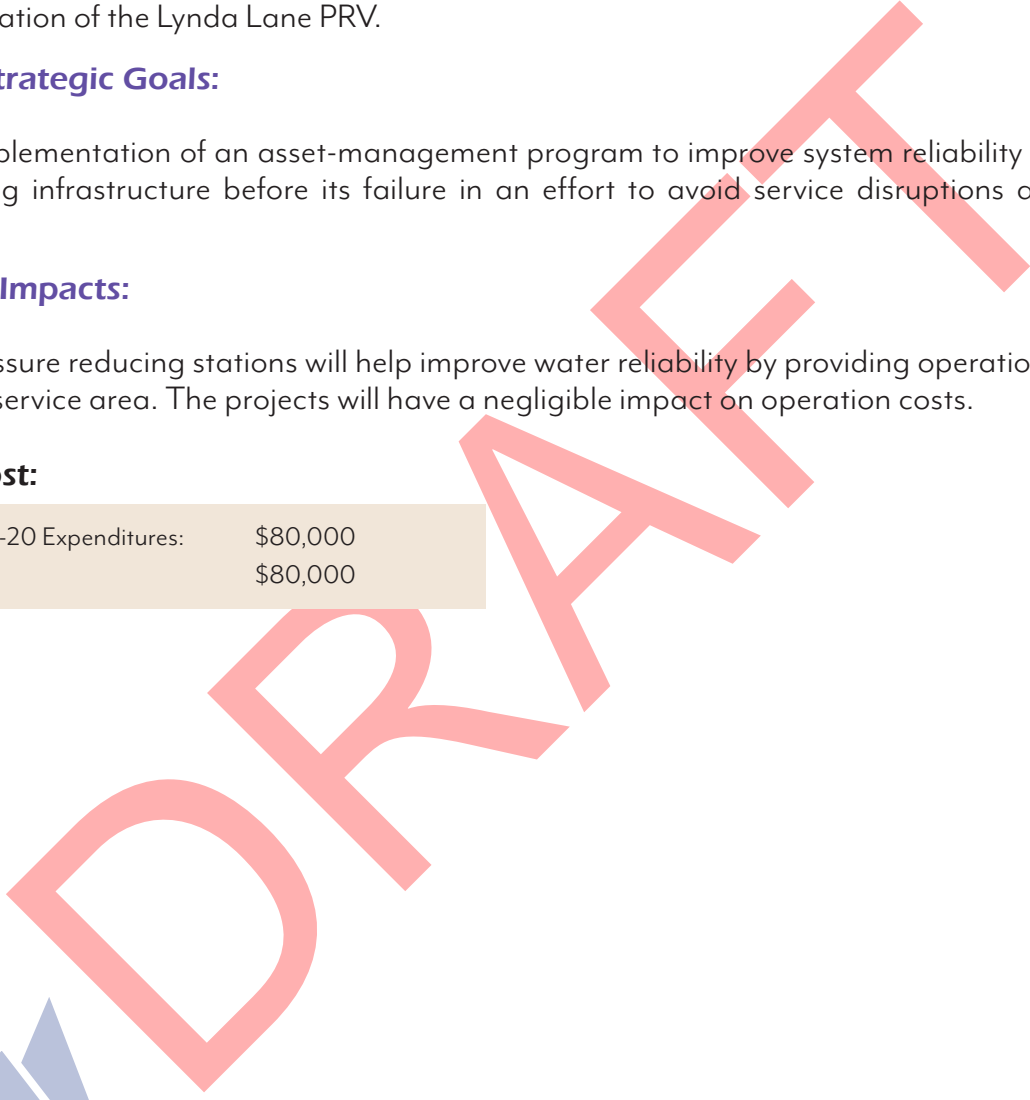 ation of the Lynda Lane PRV.
trategic Goals:
plementation of an asset-management program to improve system reliability
g infrastructure before its failure in an effort to avoid service disruptions a
Impacts:
ssure reducing stations will help improve water reliability by providing operatio
service area. The projects will have a negligible impact on operation costs.
ost:
-20 Expenditures: $80,000
$80,000
DRAFT